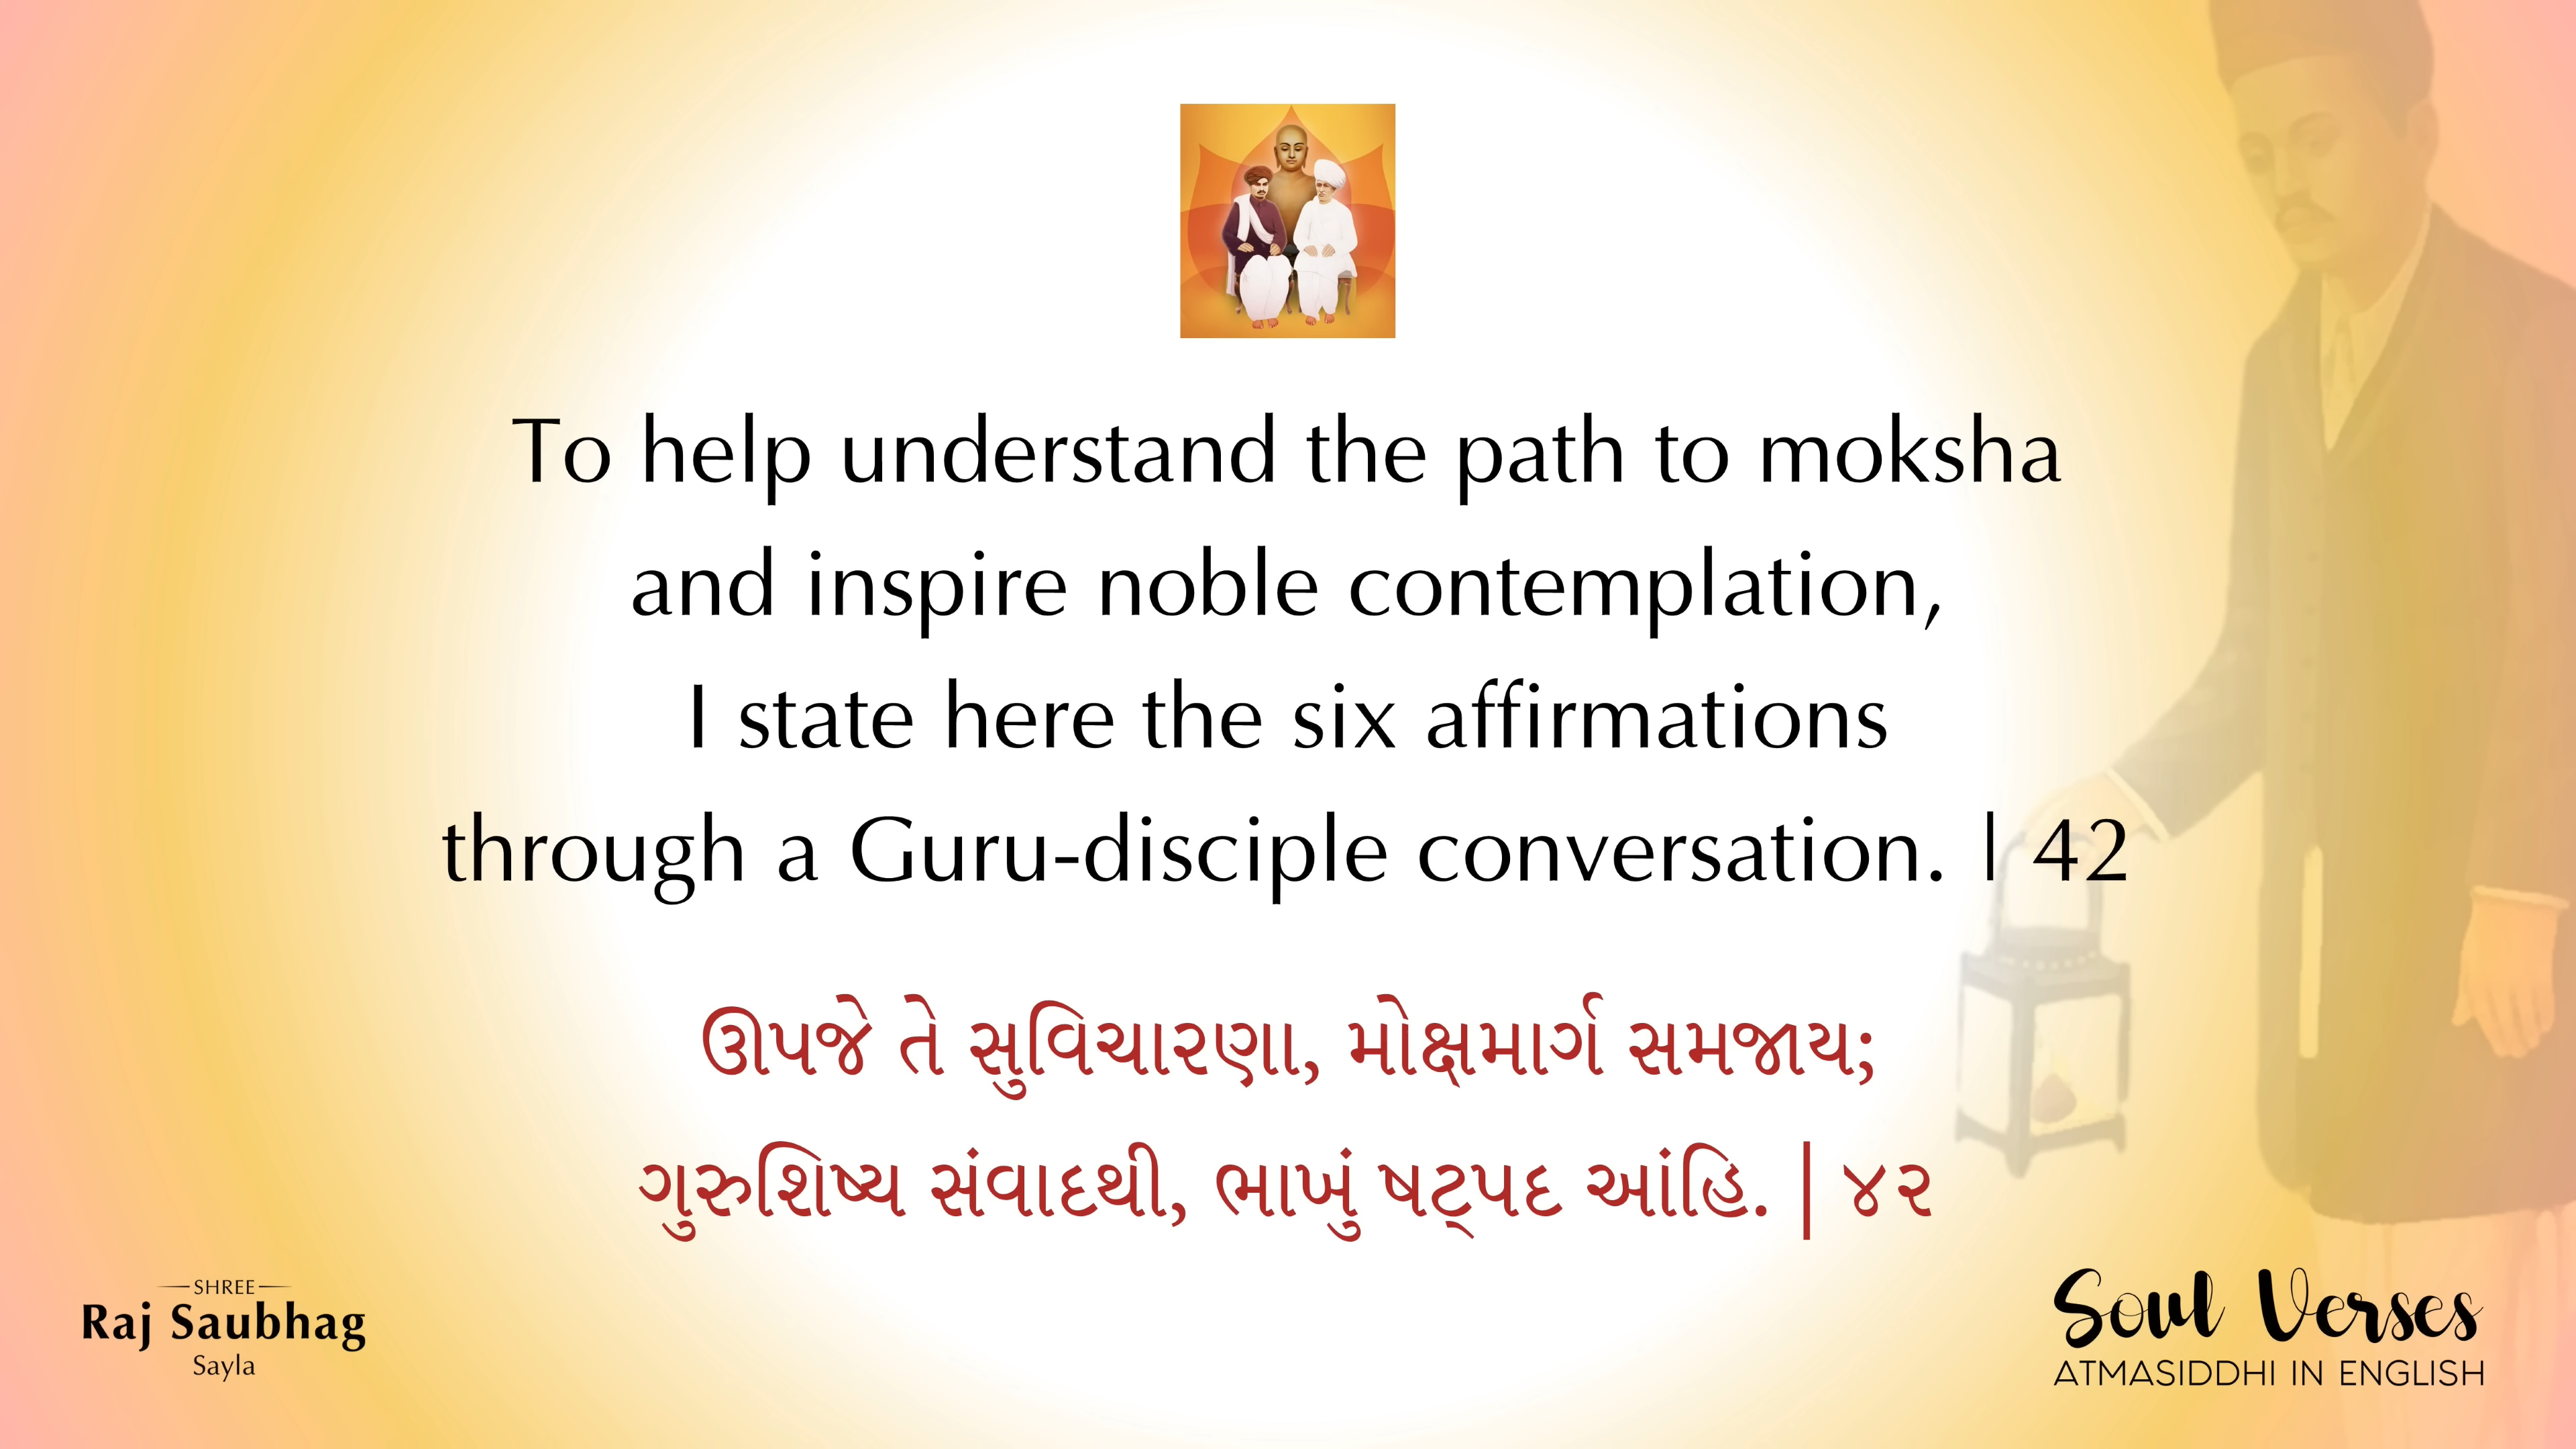 To help understand the path to moksha
and inspire noble contemplation,
I state here the six affirmations
through a Guru-disciple conversation. | 42
ઊપજે તે સુવિચારણા, મોક્ષમાર્ગ સમજાય;
ગુરુશિષ્ય સંવાદથી, ભાખું ષટ્પદ આંહિ. | ૪૨
SHREE
Raj Saubhag
Sayla
Soul Verses
ATMASIDDHI IN ENGLISH